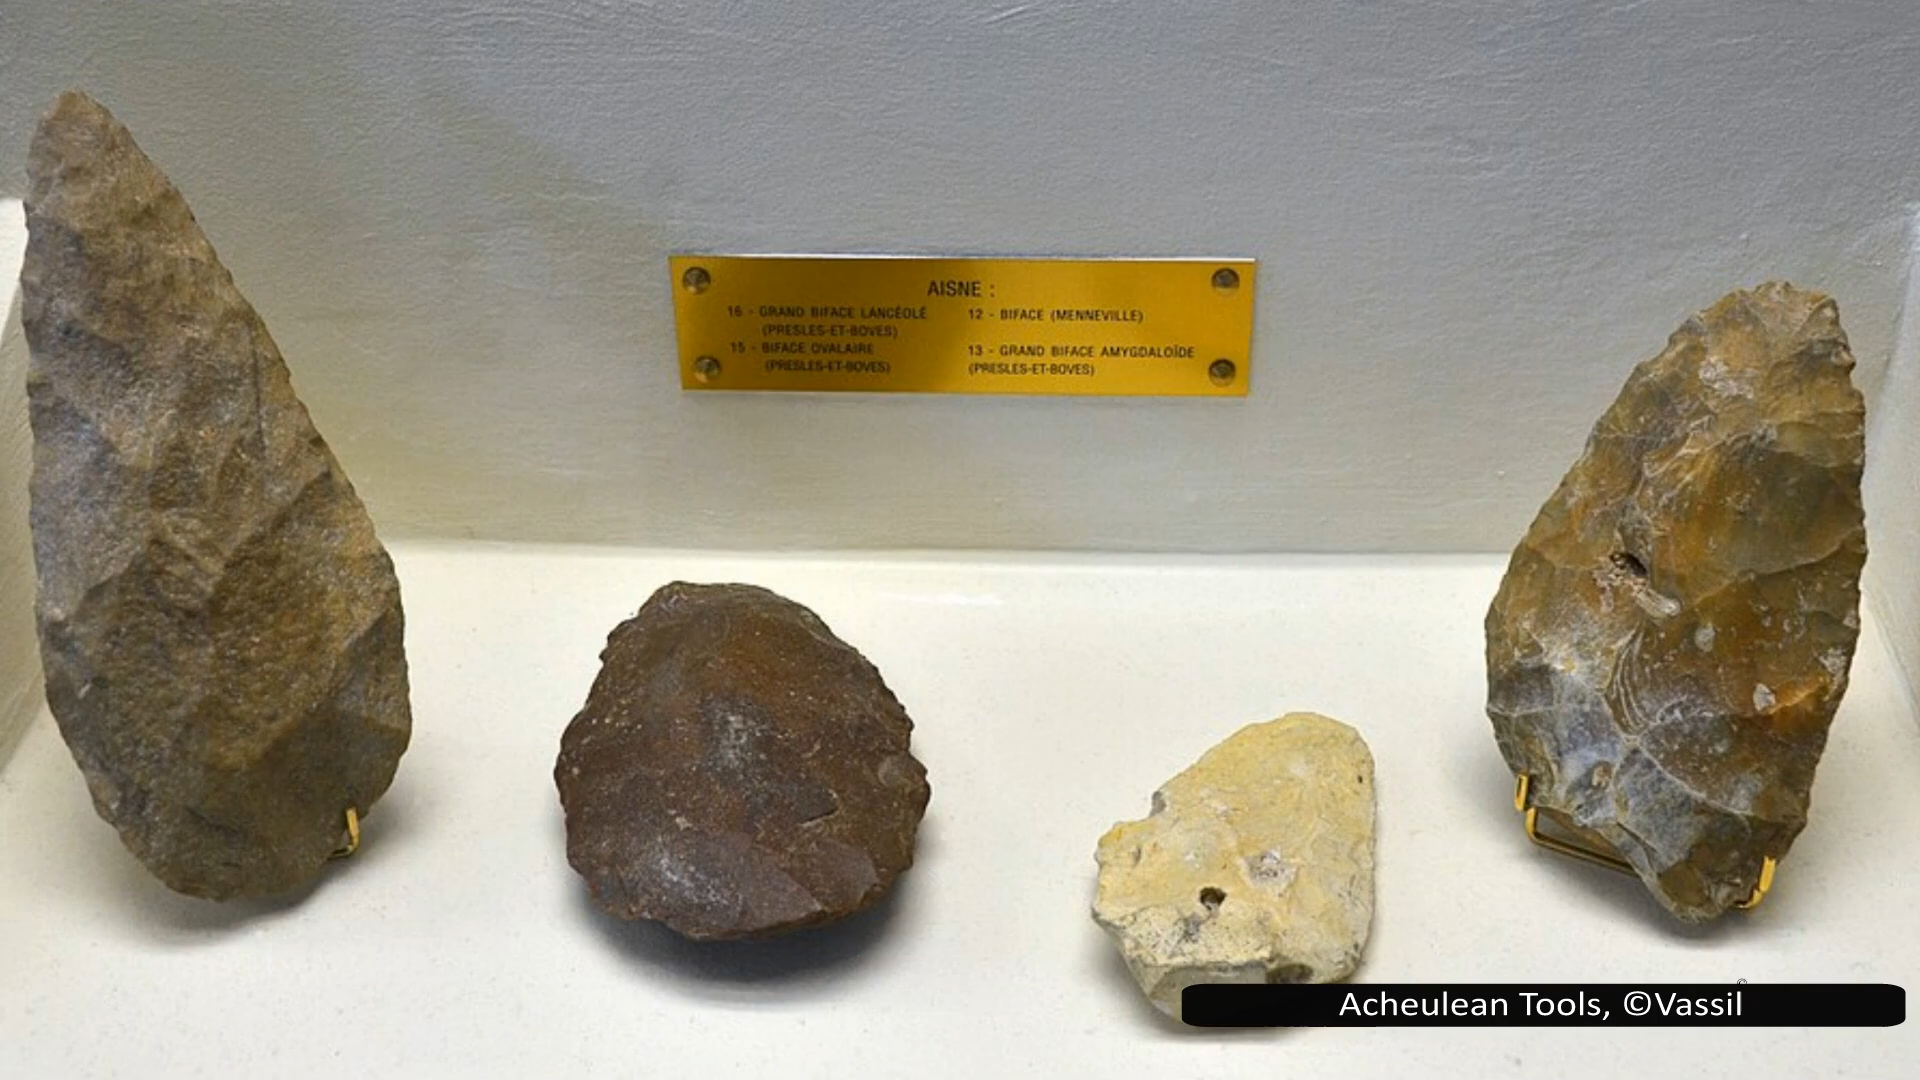 AISNE :
16 - GRAND BIFACE LANCÉOLÉ
(PRESLES-ET-BOVES)
15 - BIFACE OVALAIRE
(PRESLES-ET-BOVES)
12 - BIFACE (MENNEVILLE)
13 - GRAND BIFACE AMYGDALOÏDE
(PRESLES-ET-BOVES)
©
Acheulean Tools, ©Vassil